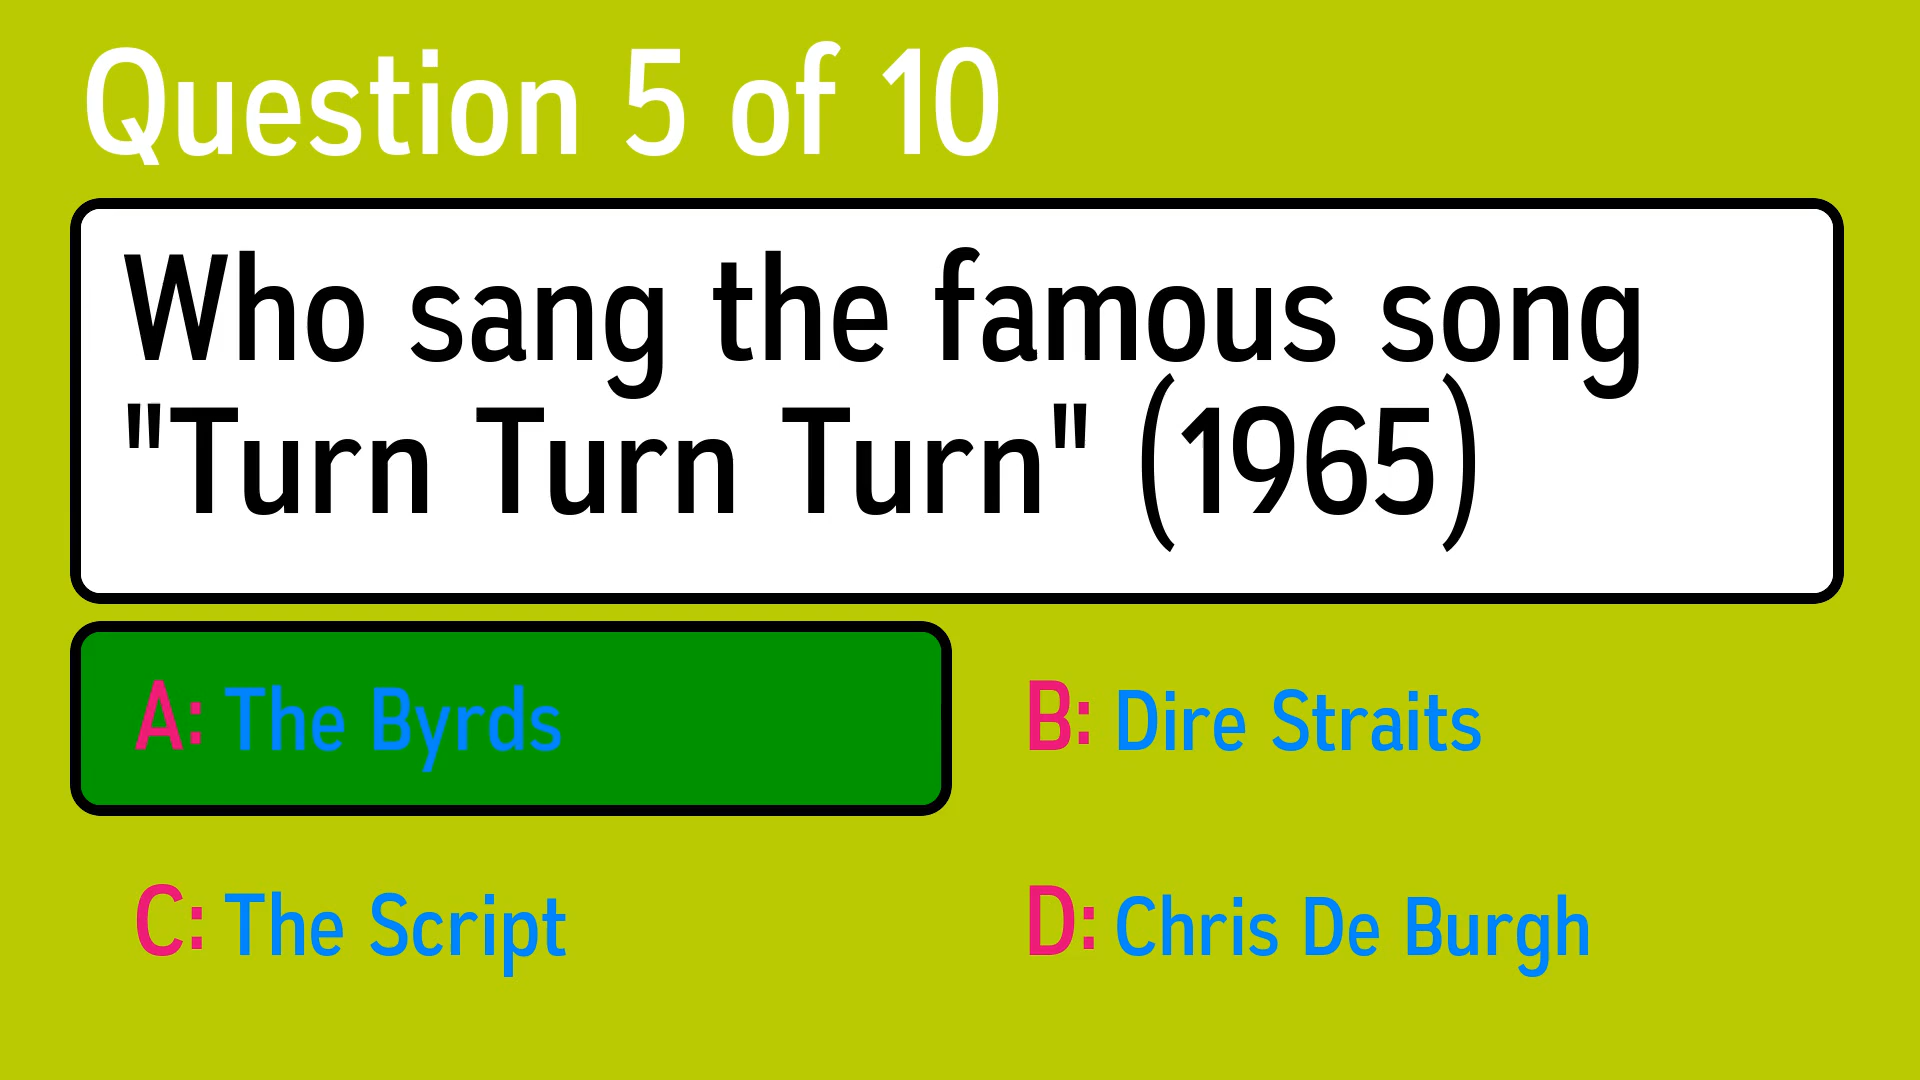 Question 5 of 10
Who sang the famous song
"Turn Turn Turn" (1965)
A: The Byrds
B: Dire Straits
C: The Script
D: Chris De Burgh